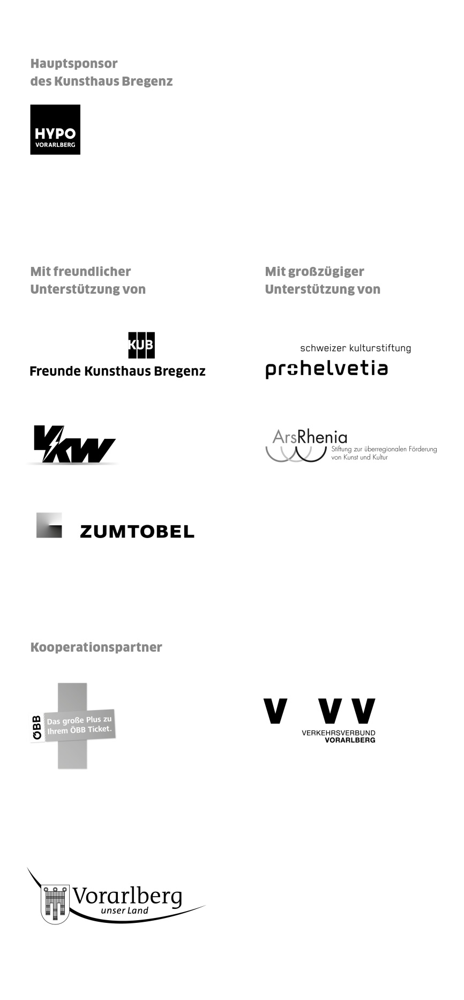 Hauptsponsor
des Kunsthaus Bregenz
HYPO
VORARLBERG
Mit freundlicher
Unterstützung von
KUB
Freunde Kunsthaus Bregenz
VKW
ZUMTOBEL
Mit großzügiger
Unterstützung von
schweizer kulturstiftung
prohelvetia
ArsRhenia
Stiftung zur überregionalen Förderung
von Kunst und Kultur
Kooperationspartner
ÖBB
Das große Plus zu
Ihrem ÖBB Ticket.
V VV
VERKEHRSVERBUND
VORARLBERG
Vorarlberg
unser Land